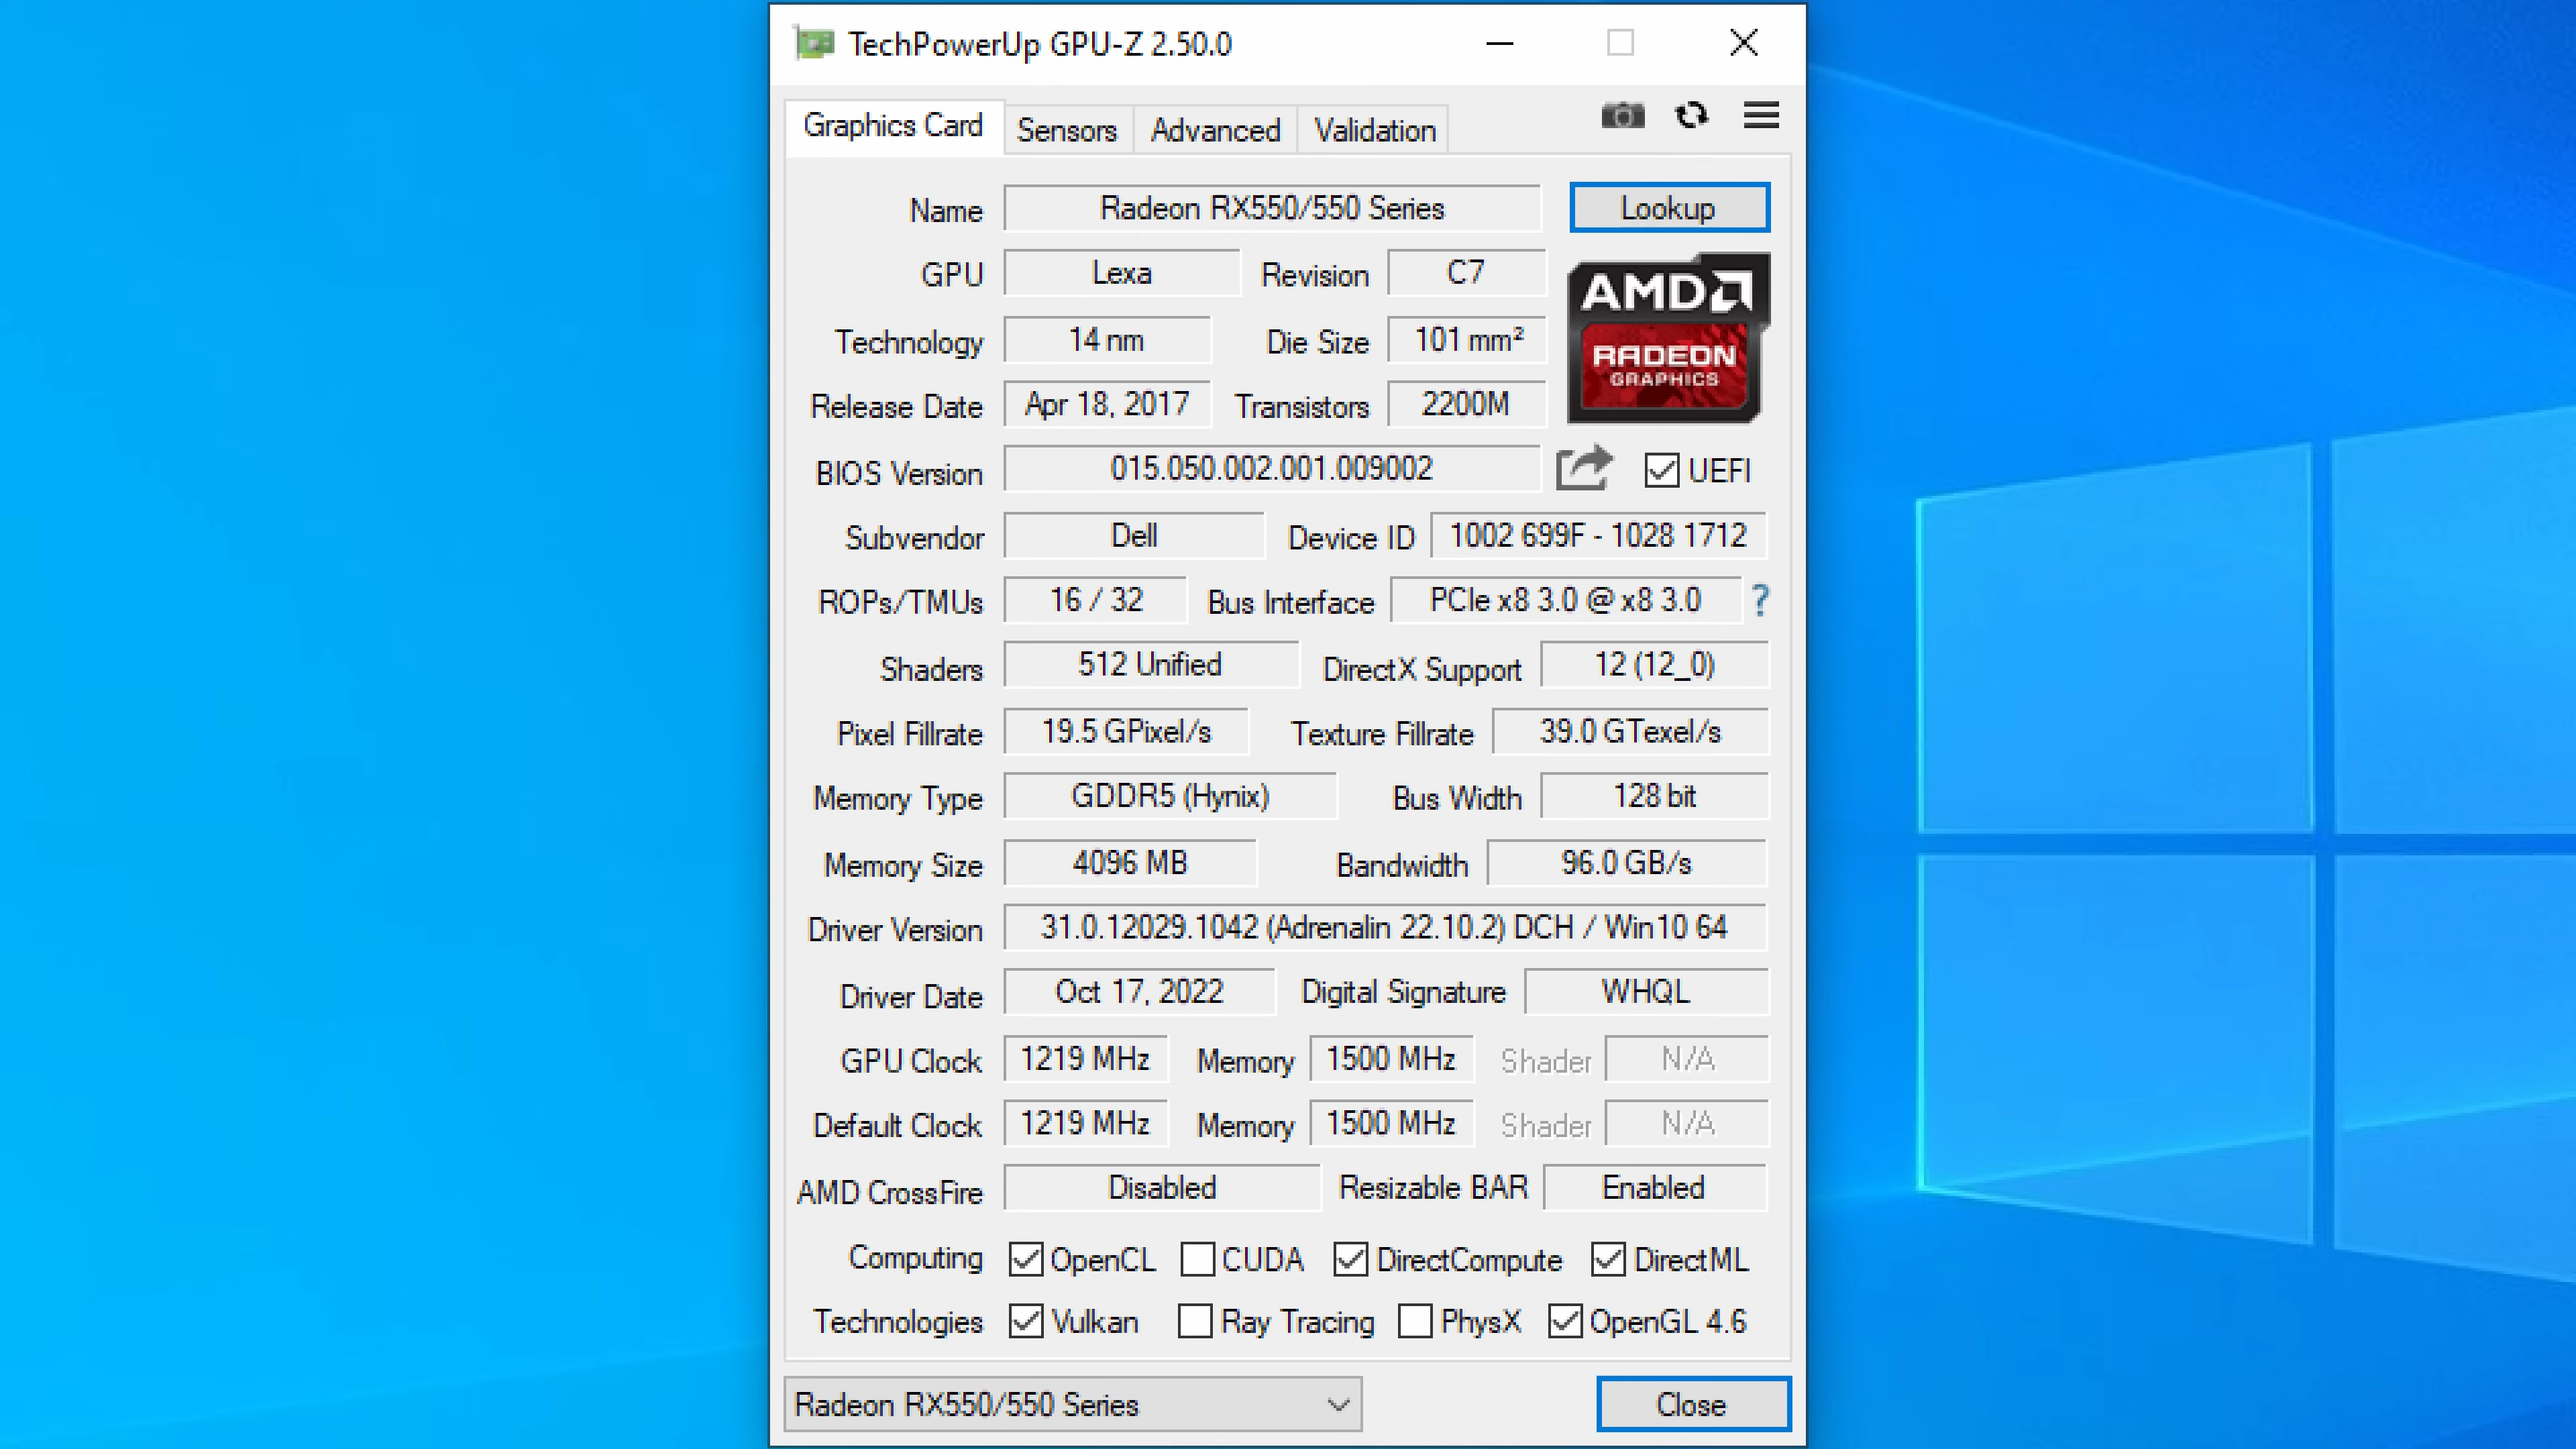 TechPowerUp GPU-Z 2.50.0
Graphics Card Sensors Advanced Validation
Name Radeon RX550/550 Series Lookup
GPU Lexa Revision C7
AMD
RADEON
GRAPHICS
Technology 14 nm Die Size 101 mm²
Release Date Apr 18, 2017 Transistors 2200M
BIOS Version 015.050.002.001.009002 UEFI
Subvendor Dell Device ID 1002 699F - 1028 1712
ROPs/TMUs 16 / 32 Bus Interface PCIe x8 3.0 @ x8 3.0 ?
Shaders 512 Unified DirectX Support 12 (12_0)
Pixel Fillrate 19.5 GPixel/s Texture Fillrate 39.0 GTexel/s
Memory Type GDDR5 (Hynix) Bus Width 128 bit
Memory Size 4096 MB Bandwidth 96.0 GB/s
Driver Version 31.0.12029.1042 (Adrenalin 22.10.2) DCH / Win10 64
Driver Date Oct 17, 2022 Digital Signature WHQL
GPU Clock 1219 MHz Memory 1500 MHz Shader N/A
Default Clock 1219 MHz Memory 1500 MHz Shader N/A
AMD CrossFire Disabled Resizable BAR Enabled
Computing OpenCL CUDA DirectCompute DirectML
Technologies Vulkan Ray Tracing PhysX OpenGL 4.6
Radeon RX550/550 Series Close